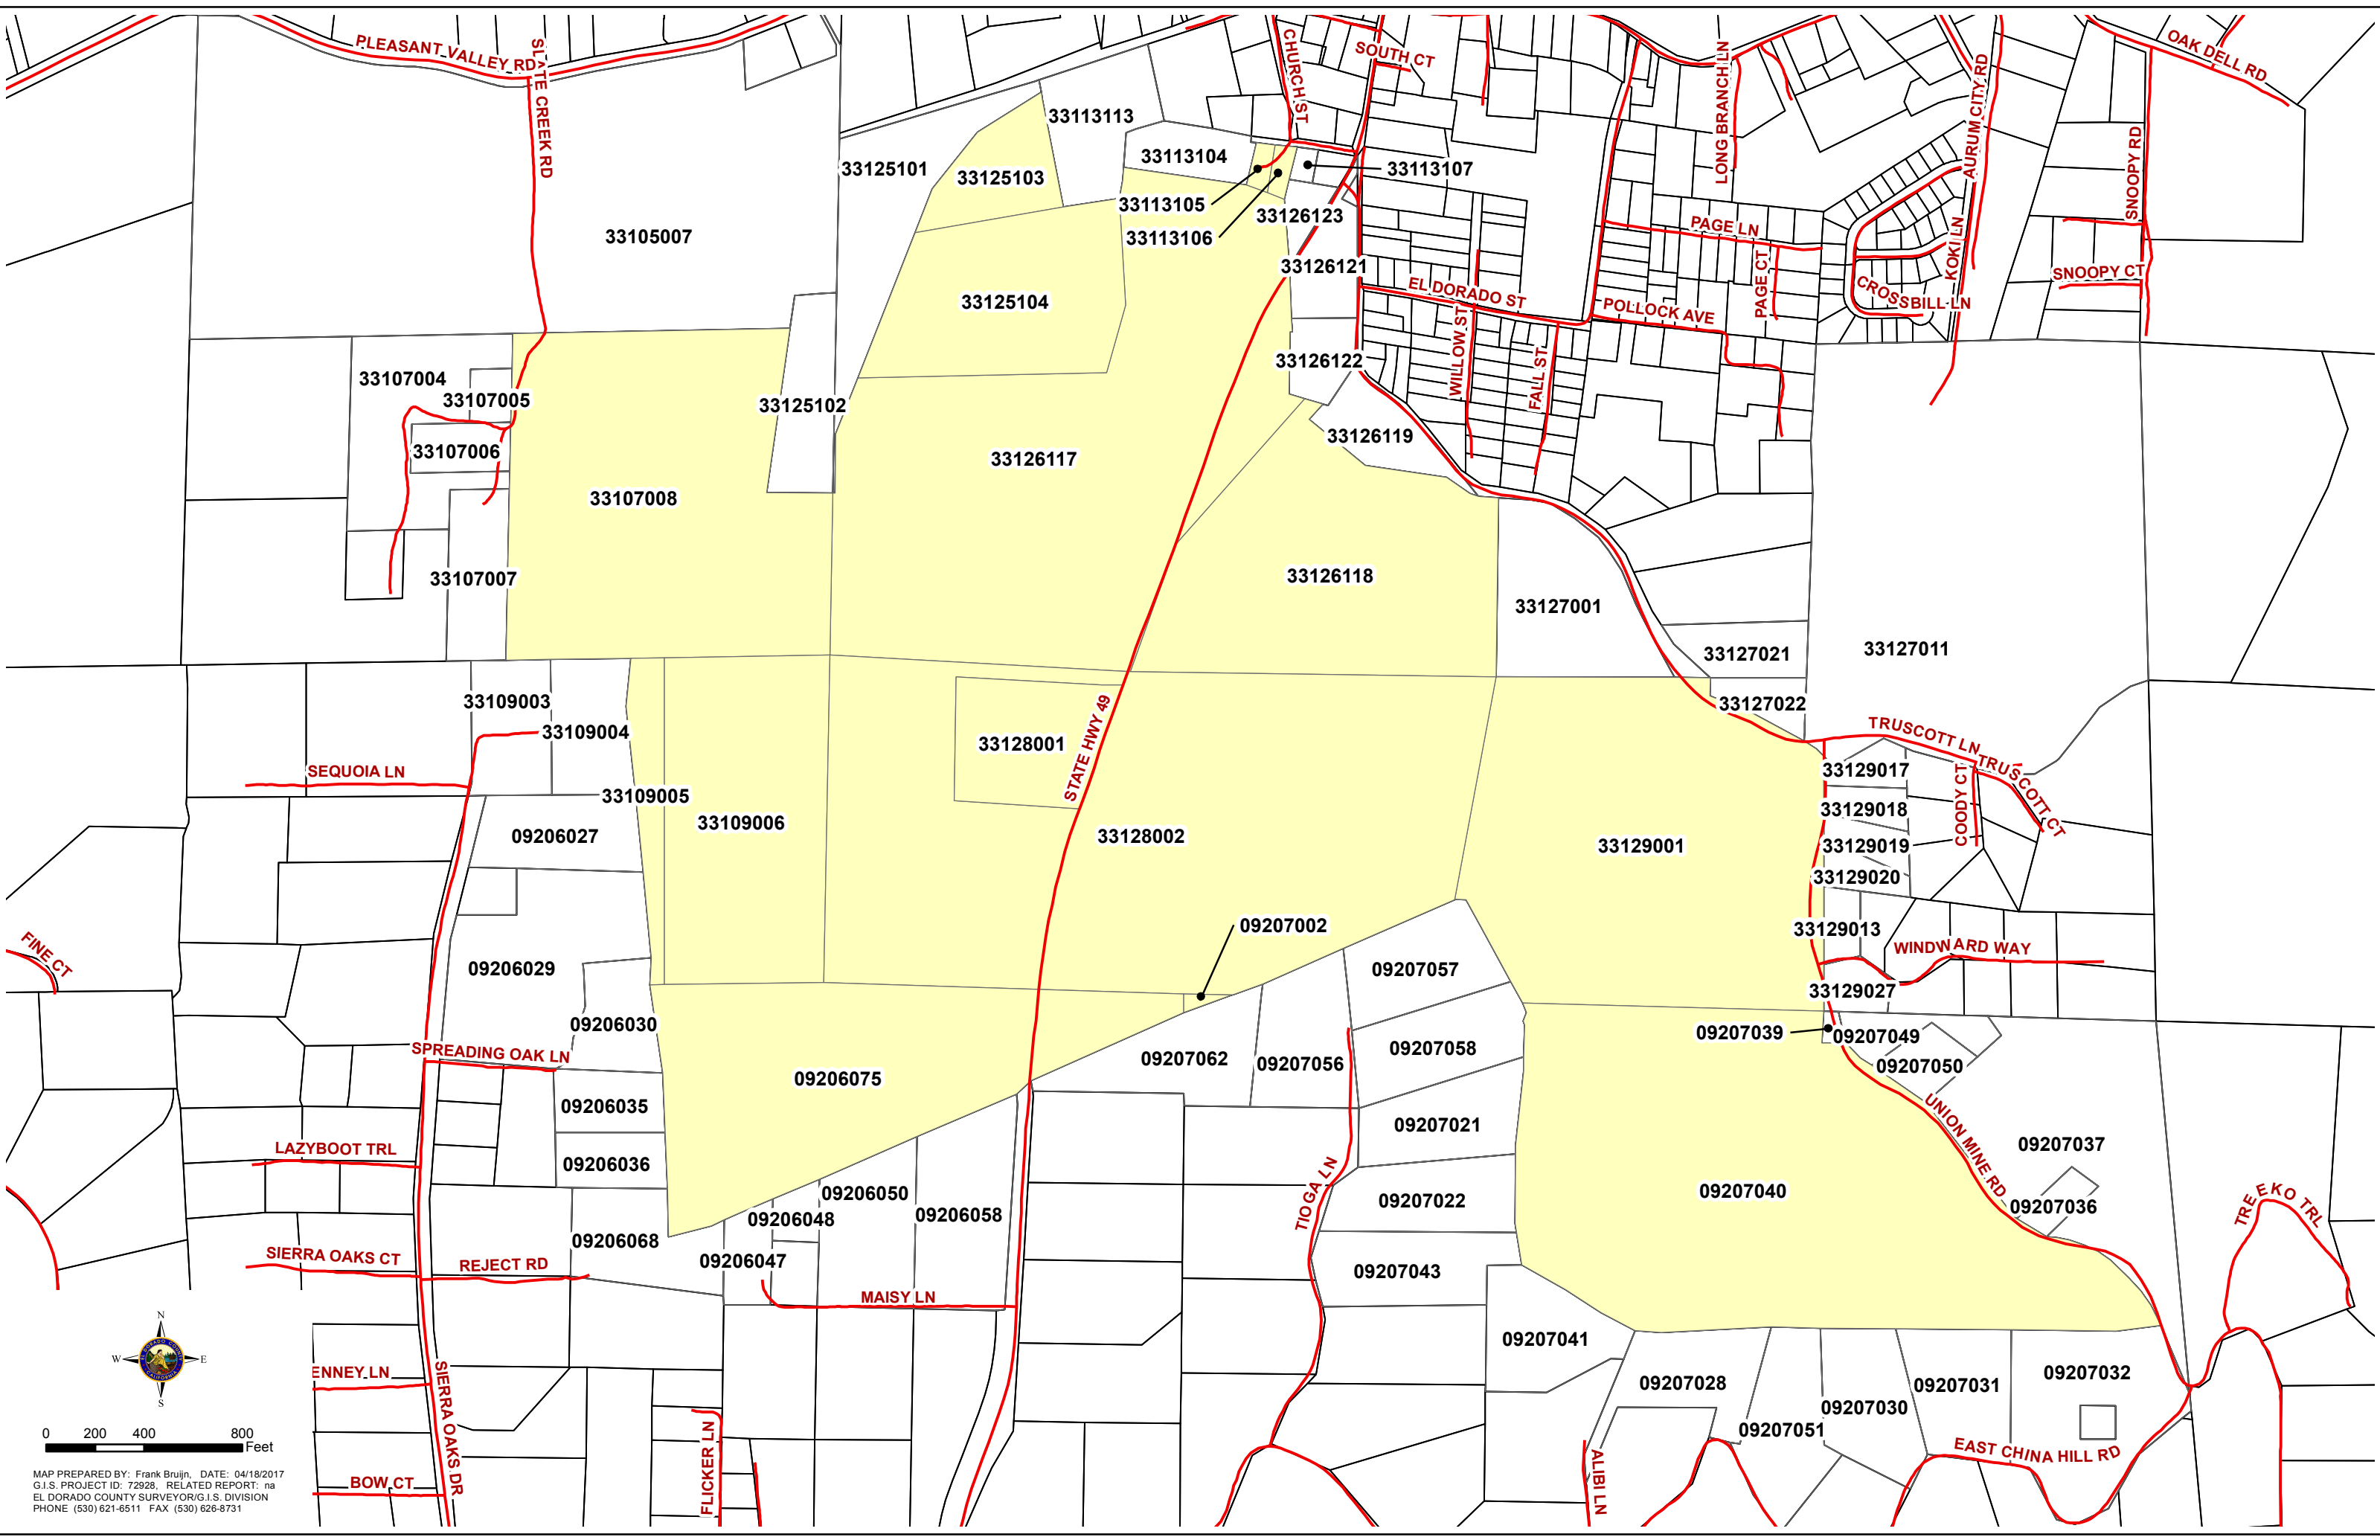 PLEASANT VALLEY RD
SLATE CREEK RD
CHURCH ST
SOUTH CT
LONG BRANCH LN
AURUM CITY RD
OAK DELL RD
SNOOPY RD
33113113
33125101
33125103
33113104
33113107
33113105
33113106
33126123
33105007
33125104
33126121
EL DORADO ST
PAGE LN
PAGE CT
POLLOCK AVE
KOKI LN
CROSSBILL LN
SNOOPY CT
WILLOW ST
FALL ST
33107004
33107005
33107006
33125102
33126122
33126119
33126117
33107008
33107007
33126118
33127001
33127021
33127011
33127022
33109003
33109004
SEQUOIA LN
33109005
33109006
33128001
STATE HWY 49
33128002
33129001
TRUSCOTT LN
TRUSCOTT CT
COODY CT
33129017
33129018
33129019
33129020
33129013
WINDWARD WAY
33129027
09206027
09206029
09206030
FINE CT
09207002
09207057
09207058
09207056
09207062
09207039
09207049
09207050
UNION MINE RD
SPREADING OAK LN
09206075
09206035
09206036
LAZYBOOT TRL
09207021
09207022
09207043
TIOGA LN
09207040
09207037
09207036
TREEKO TRL
09206050
09206048
09206058
09206047
09206068
SIERRA OAKS CT
REJECT RD
MAISY LN
09207041
09207028
09207051
09207030
09207031
09207032
EAST CHINA HILL RD
ALIBI LN
FLICKER LN
SIERRA OAKS DR
ENNEY LN
BOW CT
N
W
E
S
0 200 400 800
Feet
MAP PREPARED BY: Frank Bruijn, DATE: 04/18/2017
G.I.S. PROJECT ID: 72928, RELATED REPORT: na
EL DORADO COUNTY SURVEYOR/G.I.S. DIVISION
PHONE (530) 621-6511 FAX (530) 626-8731